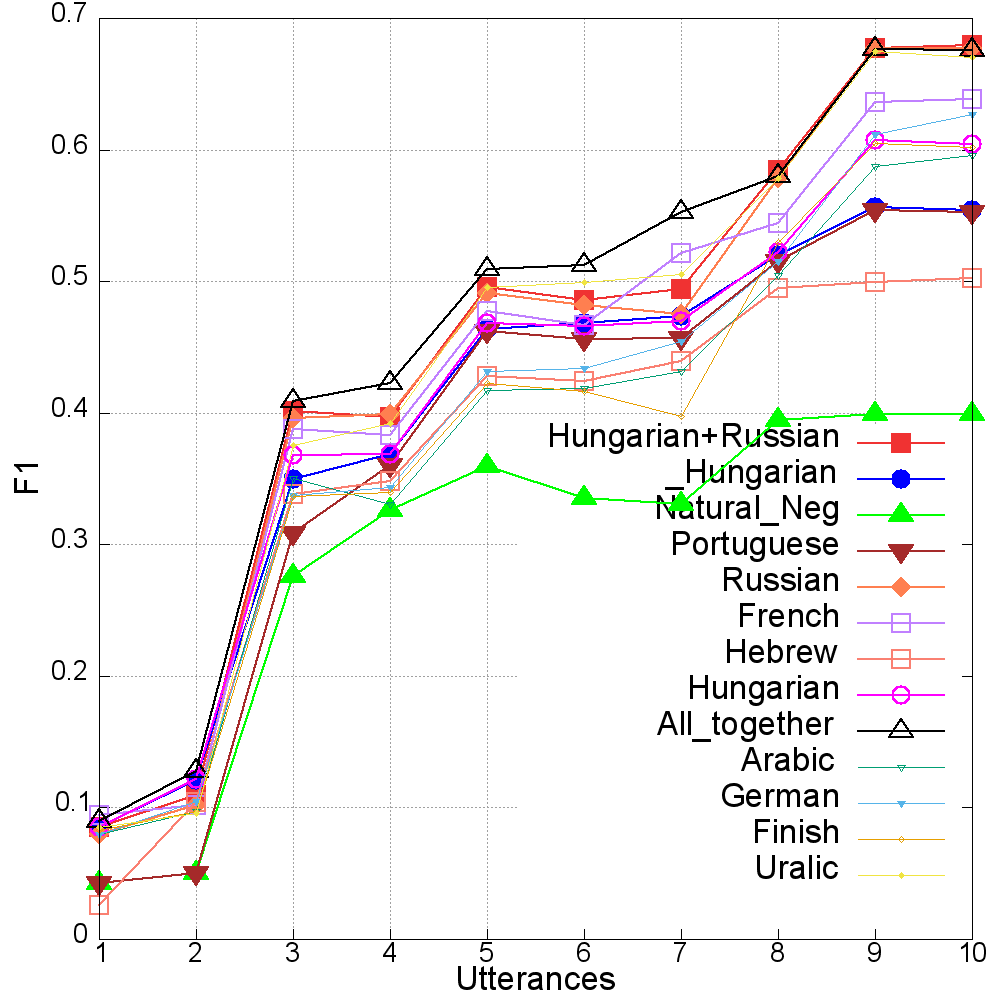 0.7
0.6
0.5
0.4
0.3
0.2
0.1
0
F1
Hungarian+Russian
_Hungarian
Natural_Neg
Portuguese
Russian
French
Hebrew
Hungarian
All_together
Arabic
German
Finish
Uralic
1 2 3 4 5 6 7 8 9 10
Utterances